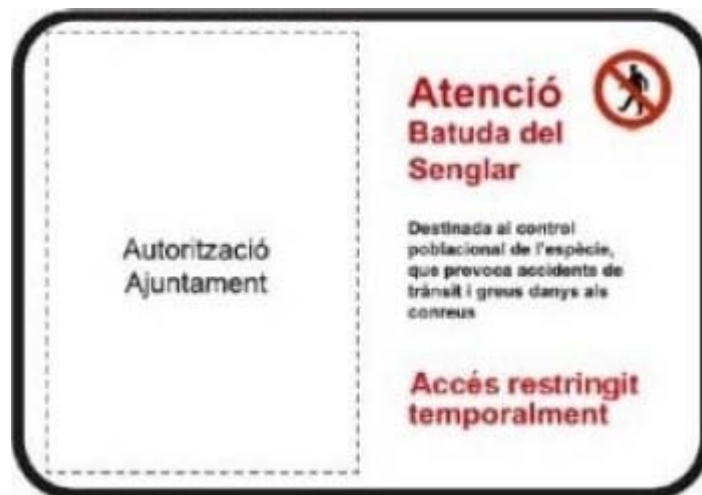 Autorització
Ajuntament
Atenció
Batuda del
Senglar
Destinada al control
poblacional de l'espècie,
que provoca accidents de
trànsit i greus danys als
conreus
Accés restringit
temporalment